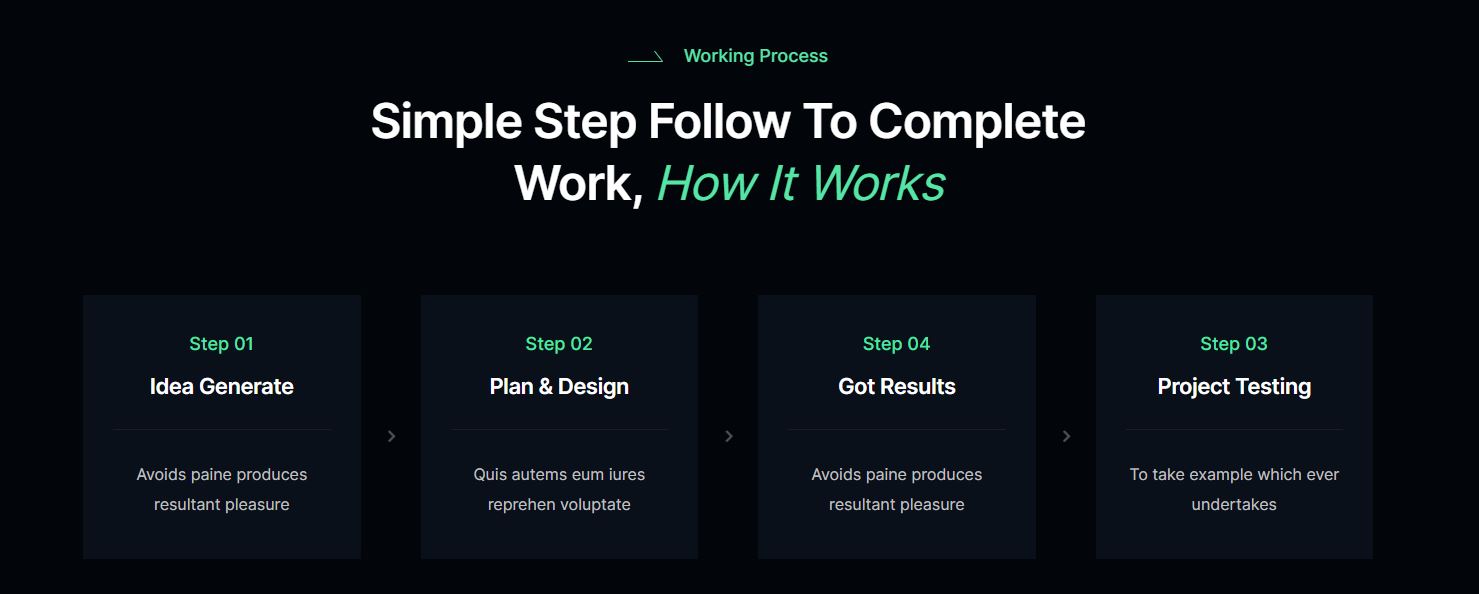 Working Process
Simple Step Follow To Complete
Work, How It Works
Step 01
Idea Generate
Avoids paine produces
resultant pleasure
Step 02
Plan & Design
Quis autems eum iures
reprehen voluptate
Step 04
Got Results
Avoids paine produces
resultant pleasure
Step 03
Project Testing
To take example which ever
undertakes